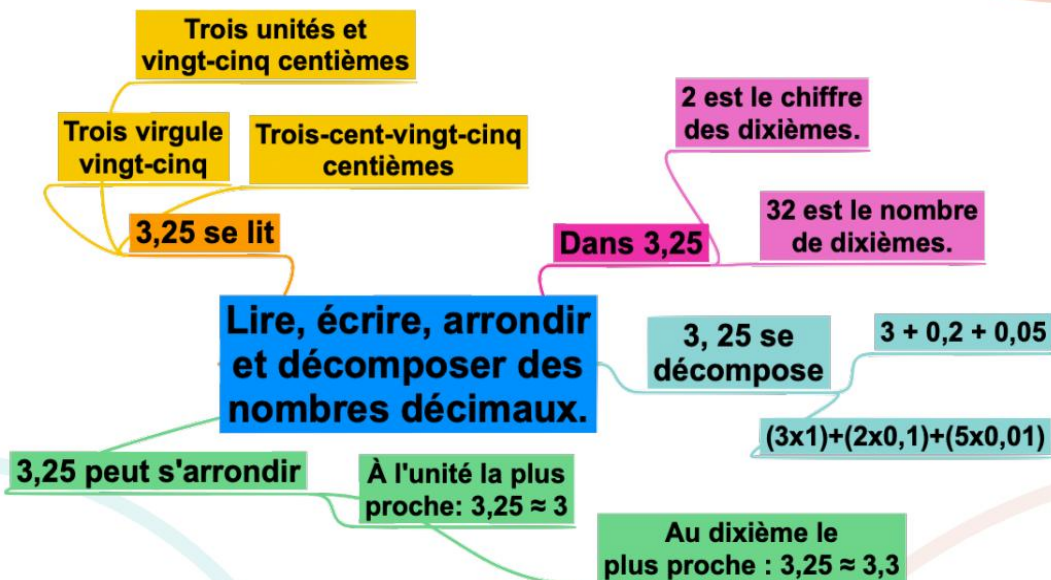 Trois unités et
vingt-cinq centièmes
Trois virgule
vingt-cinq
Trois-cent-vingt-cinq
centièmes
3,25 se lit
2 est le chiffre
des dixièmes.
32 est le nombre
de dixièmes.
Dans 3,25
Lire, écrire, arrondir
et décomposer des
nombres décimaux.
3, 25 se
décompose
3 + 0,2 + 0,05
(3x1)+(2x0,1)+(5x0,01)
3,25 peut s'arrondir
À l'unité la plus
proche: 3,25 ≈ 3
Au dixième le
plus proche : 3,25 ≈ 3,3